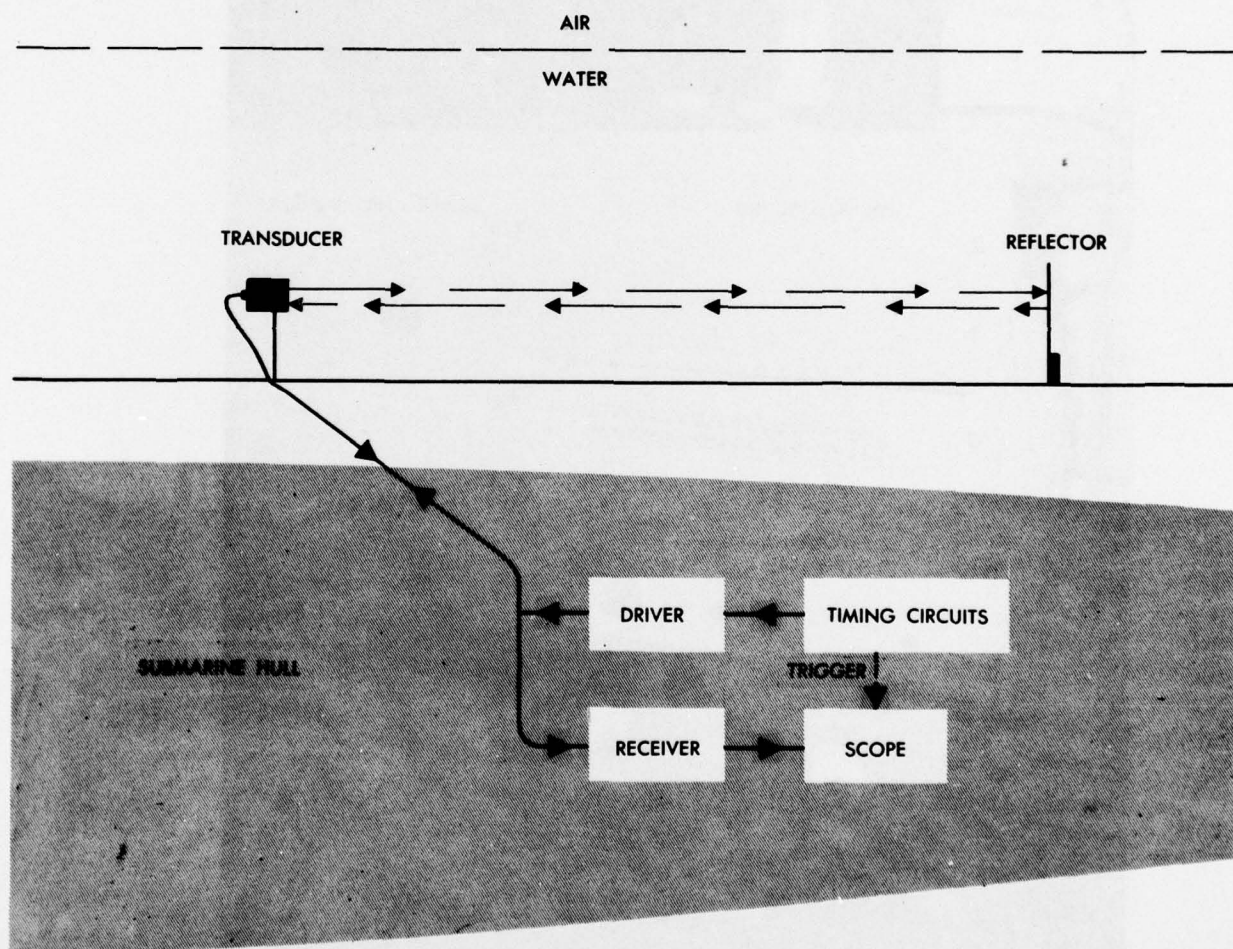 AIR
WATER
TRANSDUCER
REFLECTOR
DRIVER
TIMING CIRCUITS
SUBMARINE HULL
TRIGGER
RECEIVER
SCOPE